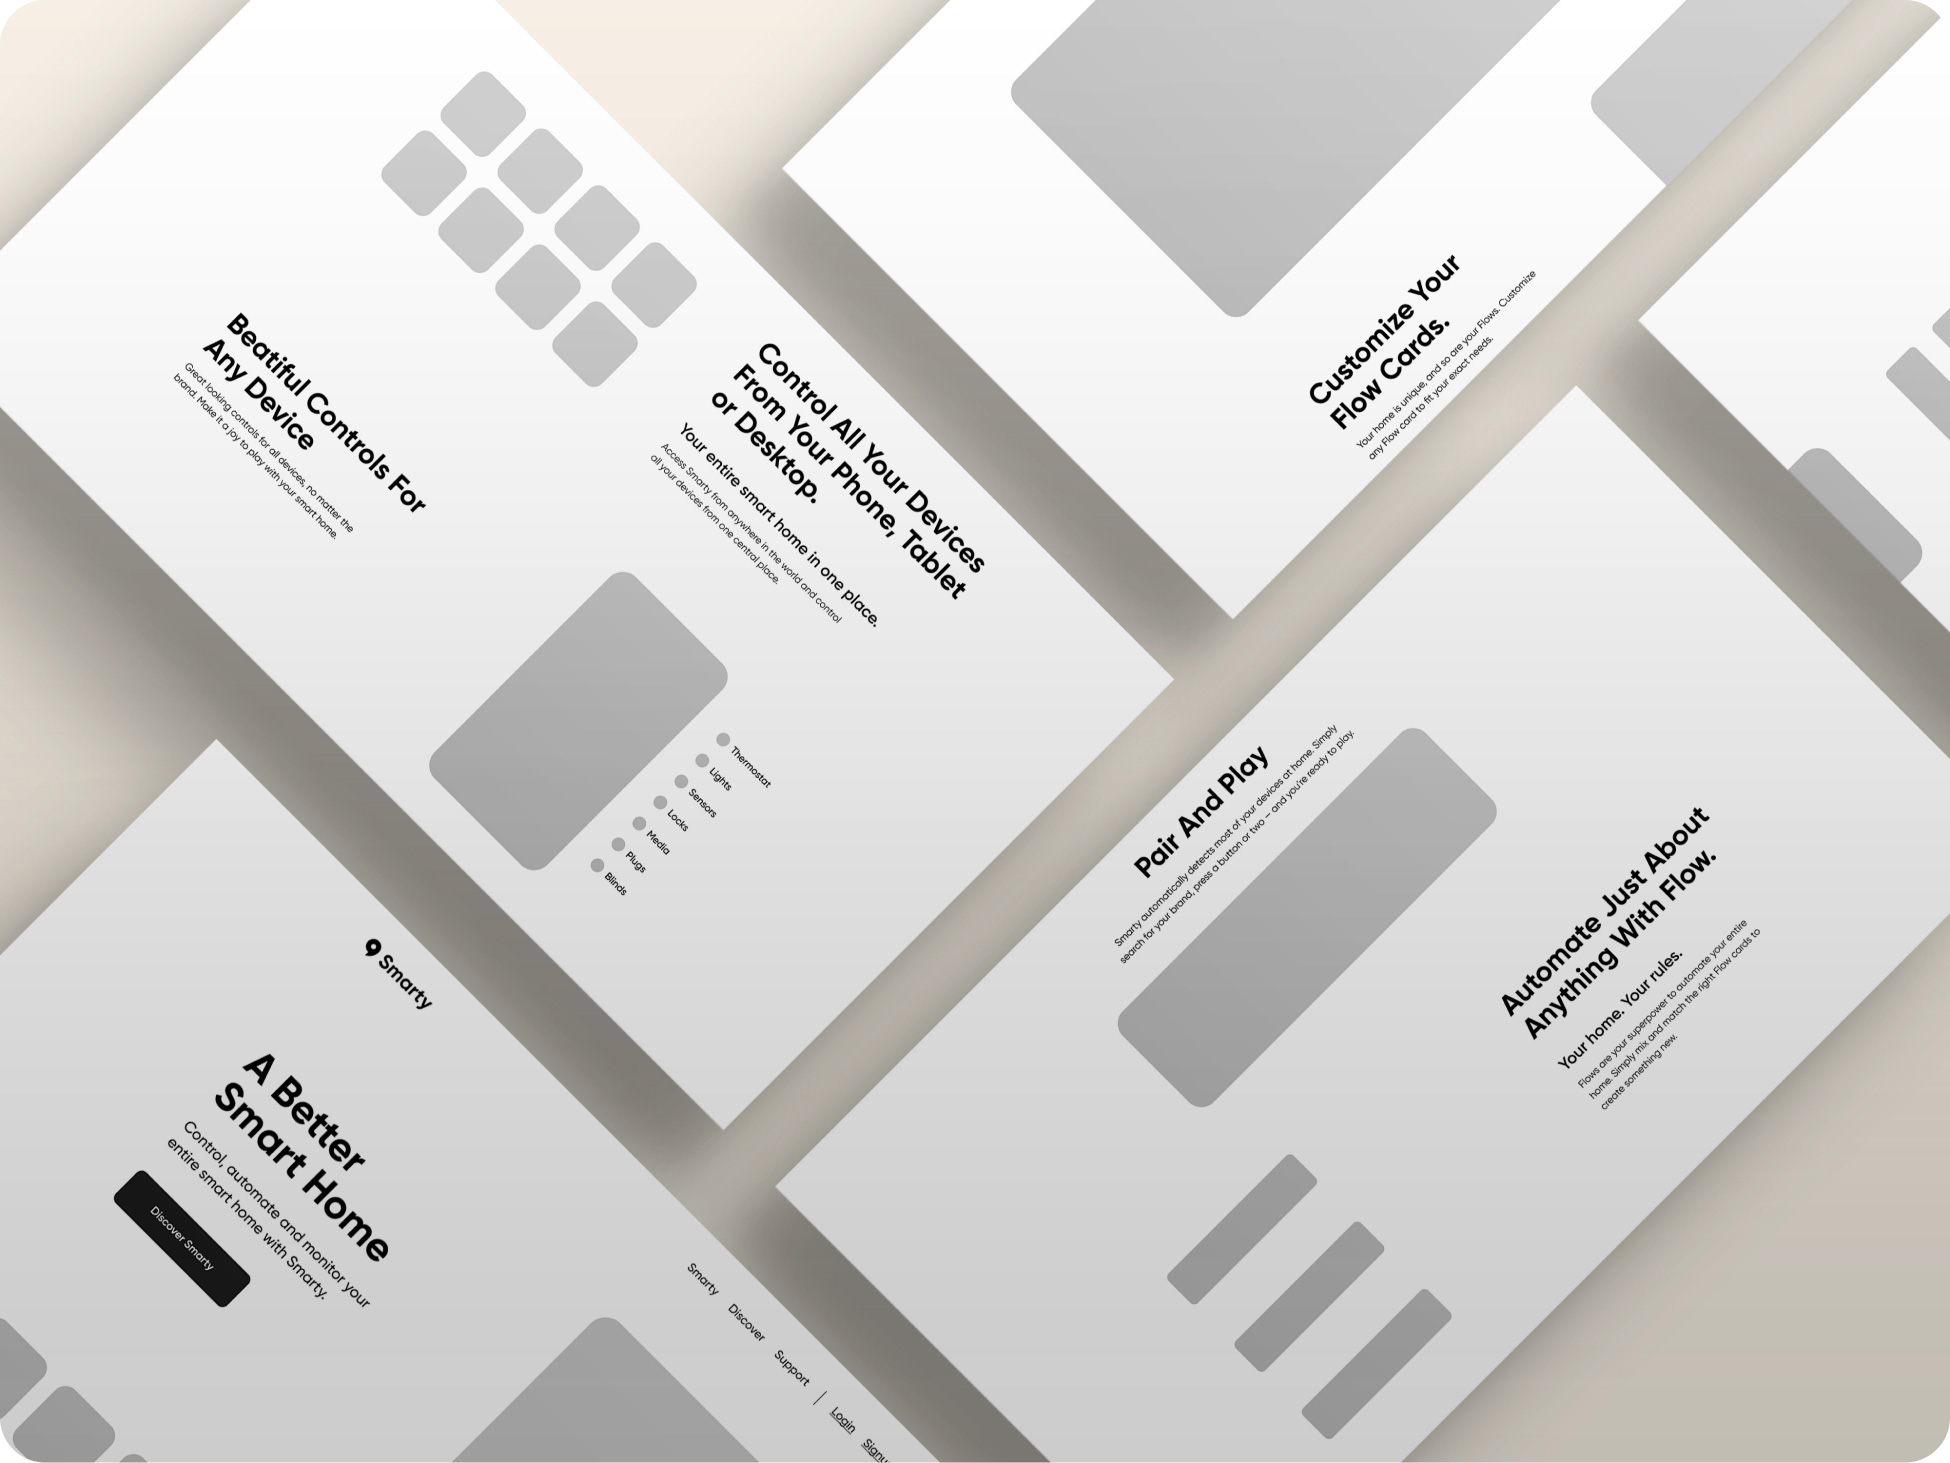 Beatiful Controls For
Any Device
Great looking controls for all devices, no matter the
brand. Make it a joy to play with your smart home.
Control All Your Devices
From Your Phone, Tablet
or Desktop.
Your entire smart home in one place.
Access Smarty from anywhere in the world and control
all your devices from one central place.
Thermostat
Lights
Sensors
Locks
Media
Plugs
Blinds
Customize Your
Flow Cards.
Your home is unique, and so are your Flows. Customize
any Flow card to fit your exact needs.
Pair And Play
Smarty automatically detects most of your devices at home. Simply
search for your brand, press a button or two – and you're ready to play.
Automate Just About
Anything With Flow.
Your home. Your rules.
Flows are your superpower to automate your entire
home. Simply mix and match the right Flow cards to
create something new.
Smarty
A Better
Smart Home
Control, automate and monitor your
entire smart home with Smarty.
Discover Smarty
Smarty Discover Support | Login Signu